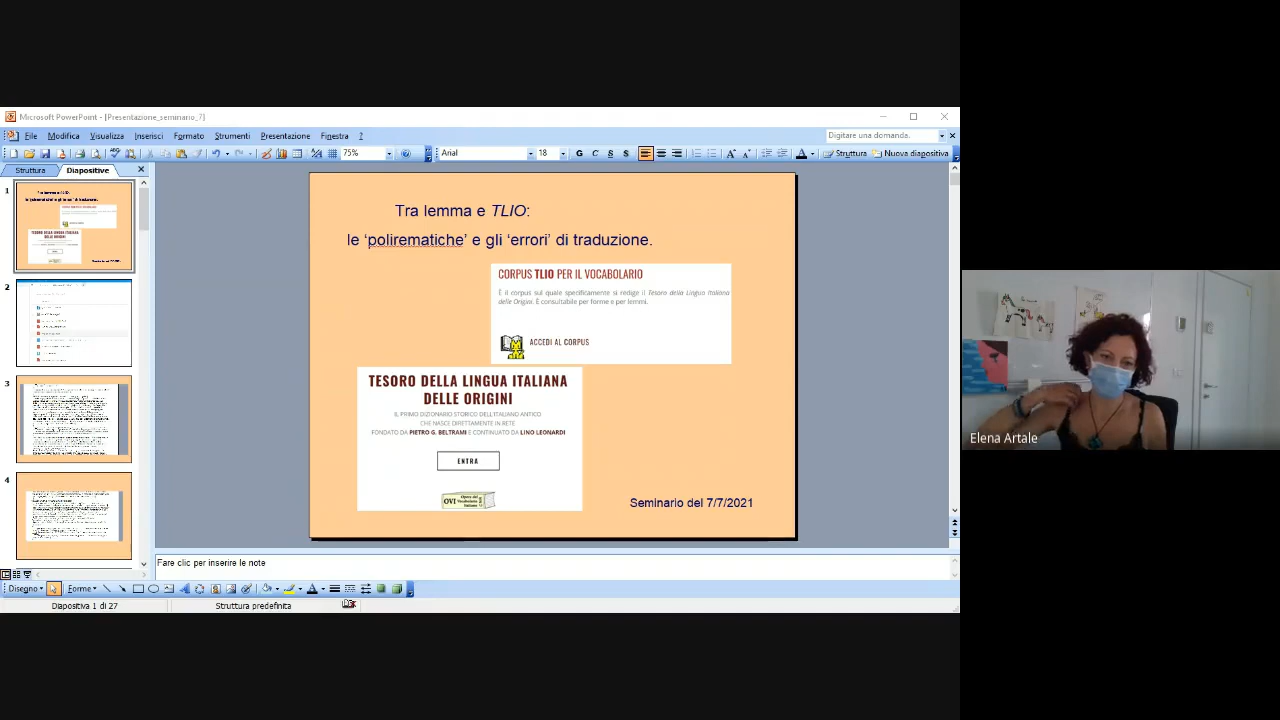 Microsoft PowerPoint - [Presentazione_seminario_7]
File Modifica Visualizza Inserisci Formato Strumenti Presentazione Finestra ?
Digitare una domanda.
75%
Arial
18
G C S S
Struttura
Nuova diapositiva
Struttura
Diapositive
1
2
3
4
Tra lemma e TLIO:
le ‘polirematiche’ e gli ‘errori’ di traduzione.
CORPUS TLIO PER IL VOCABOLARIO
È il corpus sul quale specificamente si redige il Tesoro della Lingua Italiana
delle Origini. È consultabile per forme e per lemmi.
ACCEDI AL CORPUS
TESORO DELLA LINGUA ITALIANA
DELLE ORIGINI
IL PRIMO DIZIONARIO STORICO DELL'ITALIANO ANTICO
CHE NASCE DIRETTAMENTE IN RETE
FONDATO DA PIETRO G. BELTRAMI E CONTINUATO DA LINO LEONARDI
ENTRA
OVI
Seminario del 7/7/2021
Elena Artale
Fare clic per inserire le note
Disegno
Forme
Diapositiva 1 di 27
Struttura predefinita